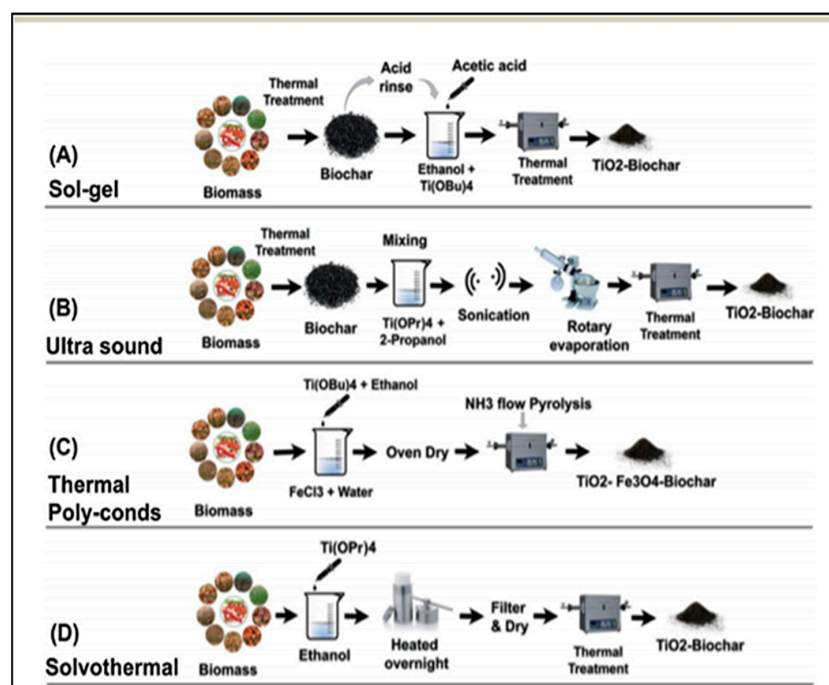 Thermal
Treatment
Acid
rinse
Acetic acid
(A)
Sol-gel
Biomass
Biochar
Ethanol +
Ti(OBu)4
Thermal
Treatment
TiO2-Biochar
Thermal
Treatment
Mixing
(B)
Ultra sound
Biomass
Biochar
Ti(OPr)4 +
2-Propanol
Sonication
Rotary
evaporation
Thermal
Treatment
TiO2-Biochar
Ti(OBu)4 + Ethanol
NH3 flow Pyrolysis
(C)
Thermal
Poly-conds
Biomass
FeCl3 + Water
Oven Dry
TiO2- Fe3O4-Biochar
Ti(OPr)4
(D)
Solvothermal
Biomass
Ethanol
Heated
overnight
Filter
& Dry
Thermal
Treatment
TiO2-Biochar